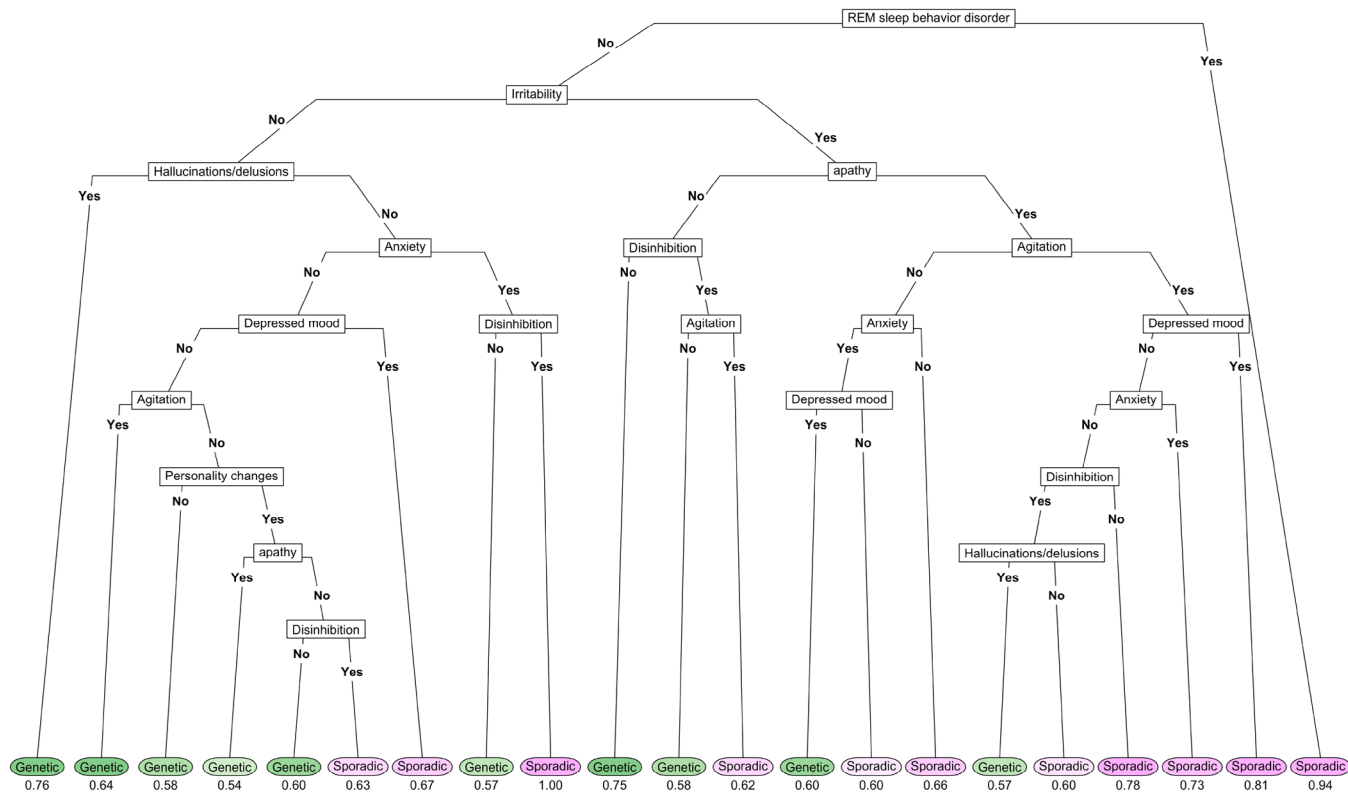 REM sleep behavior disorder
No
Yes
Irritability
No
Yes
Hallucinations/delusions
apathy
Yes
No
No
Yes
Anxiety
Disinhibition
Agitation
No
Yes
No
Yes
No
Yes
Depressed mood
Disinhibition
Agitation
Anxiety
Depressed mood
No
Yes
No
Yes
No
Yes
Yes
No
No
Yes
Agitation
Depressed mood
Anxiety
Yes
No
Yes
No
No
Yes
Personality changes
Disinhibition
No
Yes
Yes
No
apathy
Hallucinations/delusions
Yes
No
Yes
No
Disinhibition
No
Yes
Genetic Genetic Genetic Genetic Genetic Sporadic Sporadic Genetic Sporadic Genetic Genetic Sporadic Genetic Sporadic Sporadic Genetic Sporadic Sporadic Sporadic Sporadic Sporadic
0.76 0.64 0.58 0.54 0.60 0.63 0.67 0.57 1.00 0.75 0.58 0.62 0.60 0.60 0.66 0.57 0.60 0.78 0.73 0.81 0.94